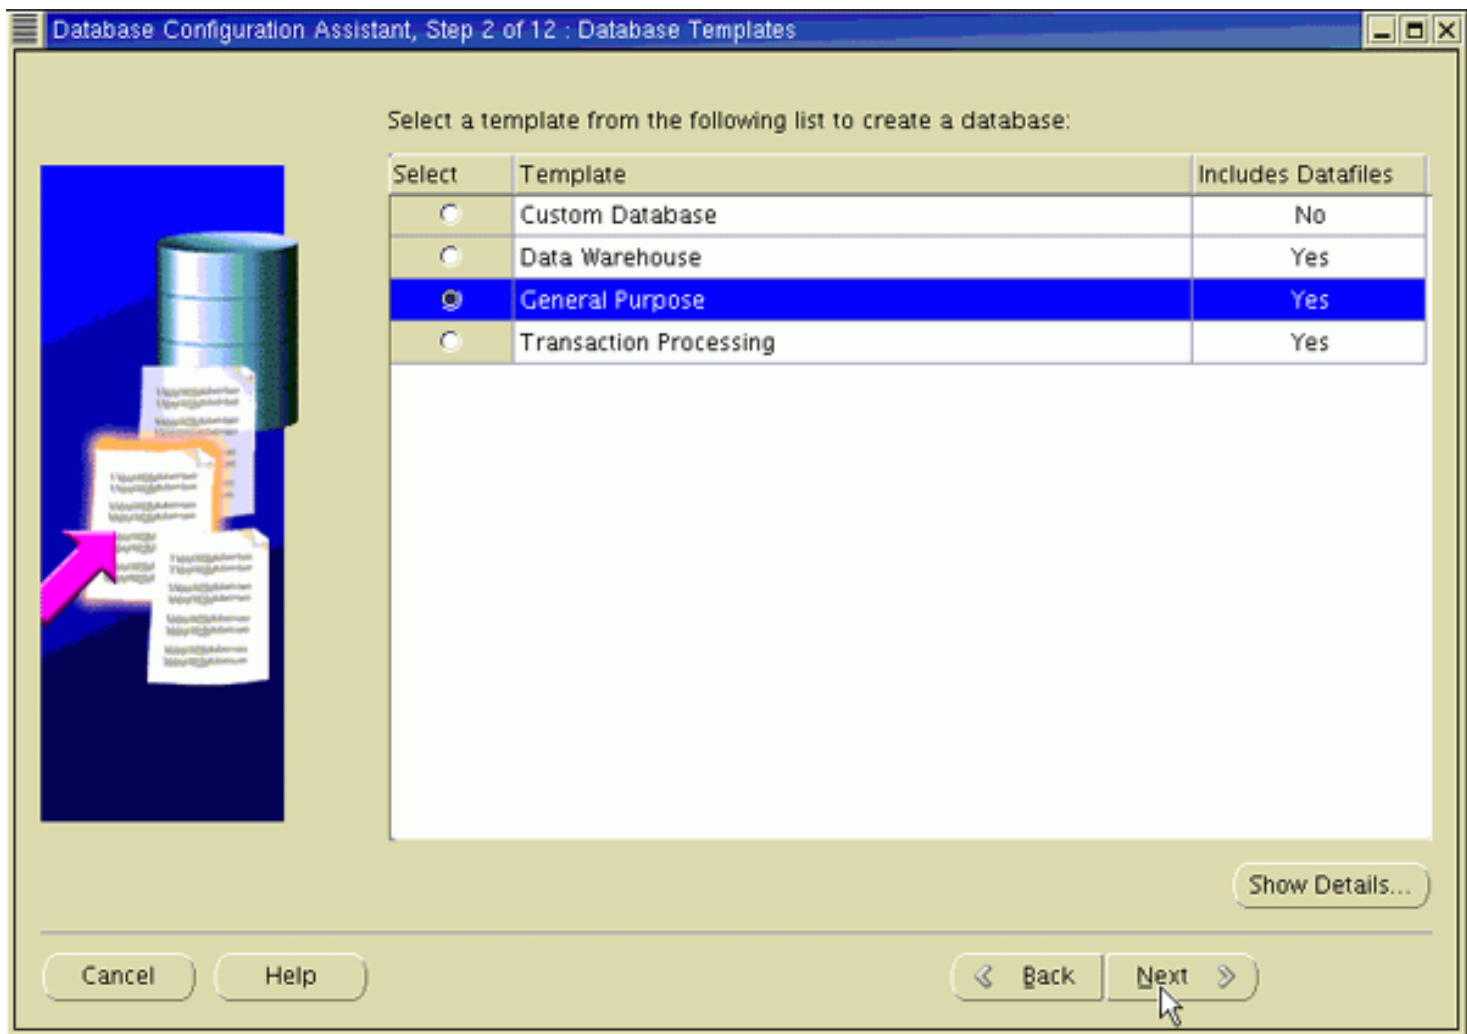 Database Configuration Assistant, Step 2 of 12 : Database Templates
Select a template from the following list to create a database:
Select Template Includes Datafiles
Custom Database No
Data Warehouse Yes
General Purpose Yes
Transaction Processing Yes
Show Details...
Cancel Help Back Next